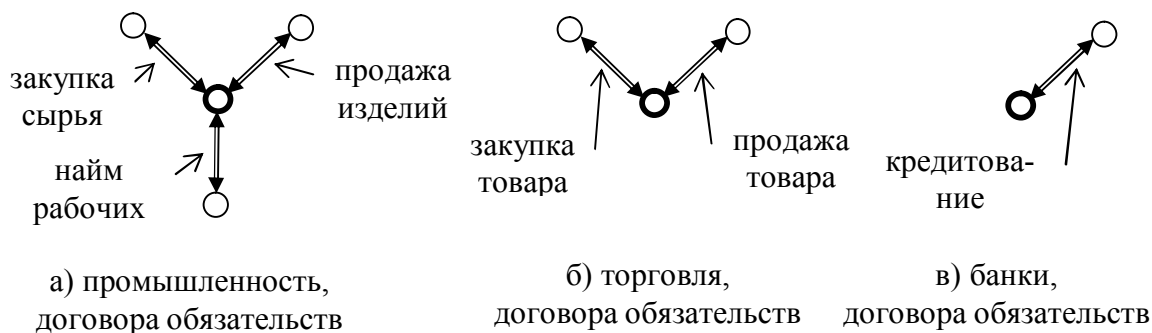 закупка
сырья
продажа
изделий
найм
рабочих
а) промышленность,
договора обязательств
закупка
товара
продажа
товара
б) торговля,
договора обязательств
кредитова-
ние
в) банки,
договора обязательств